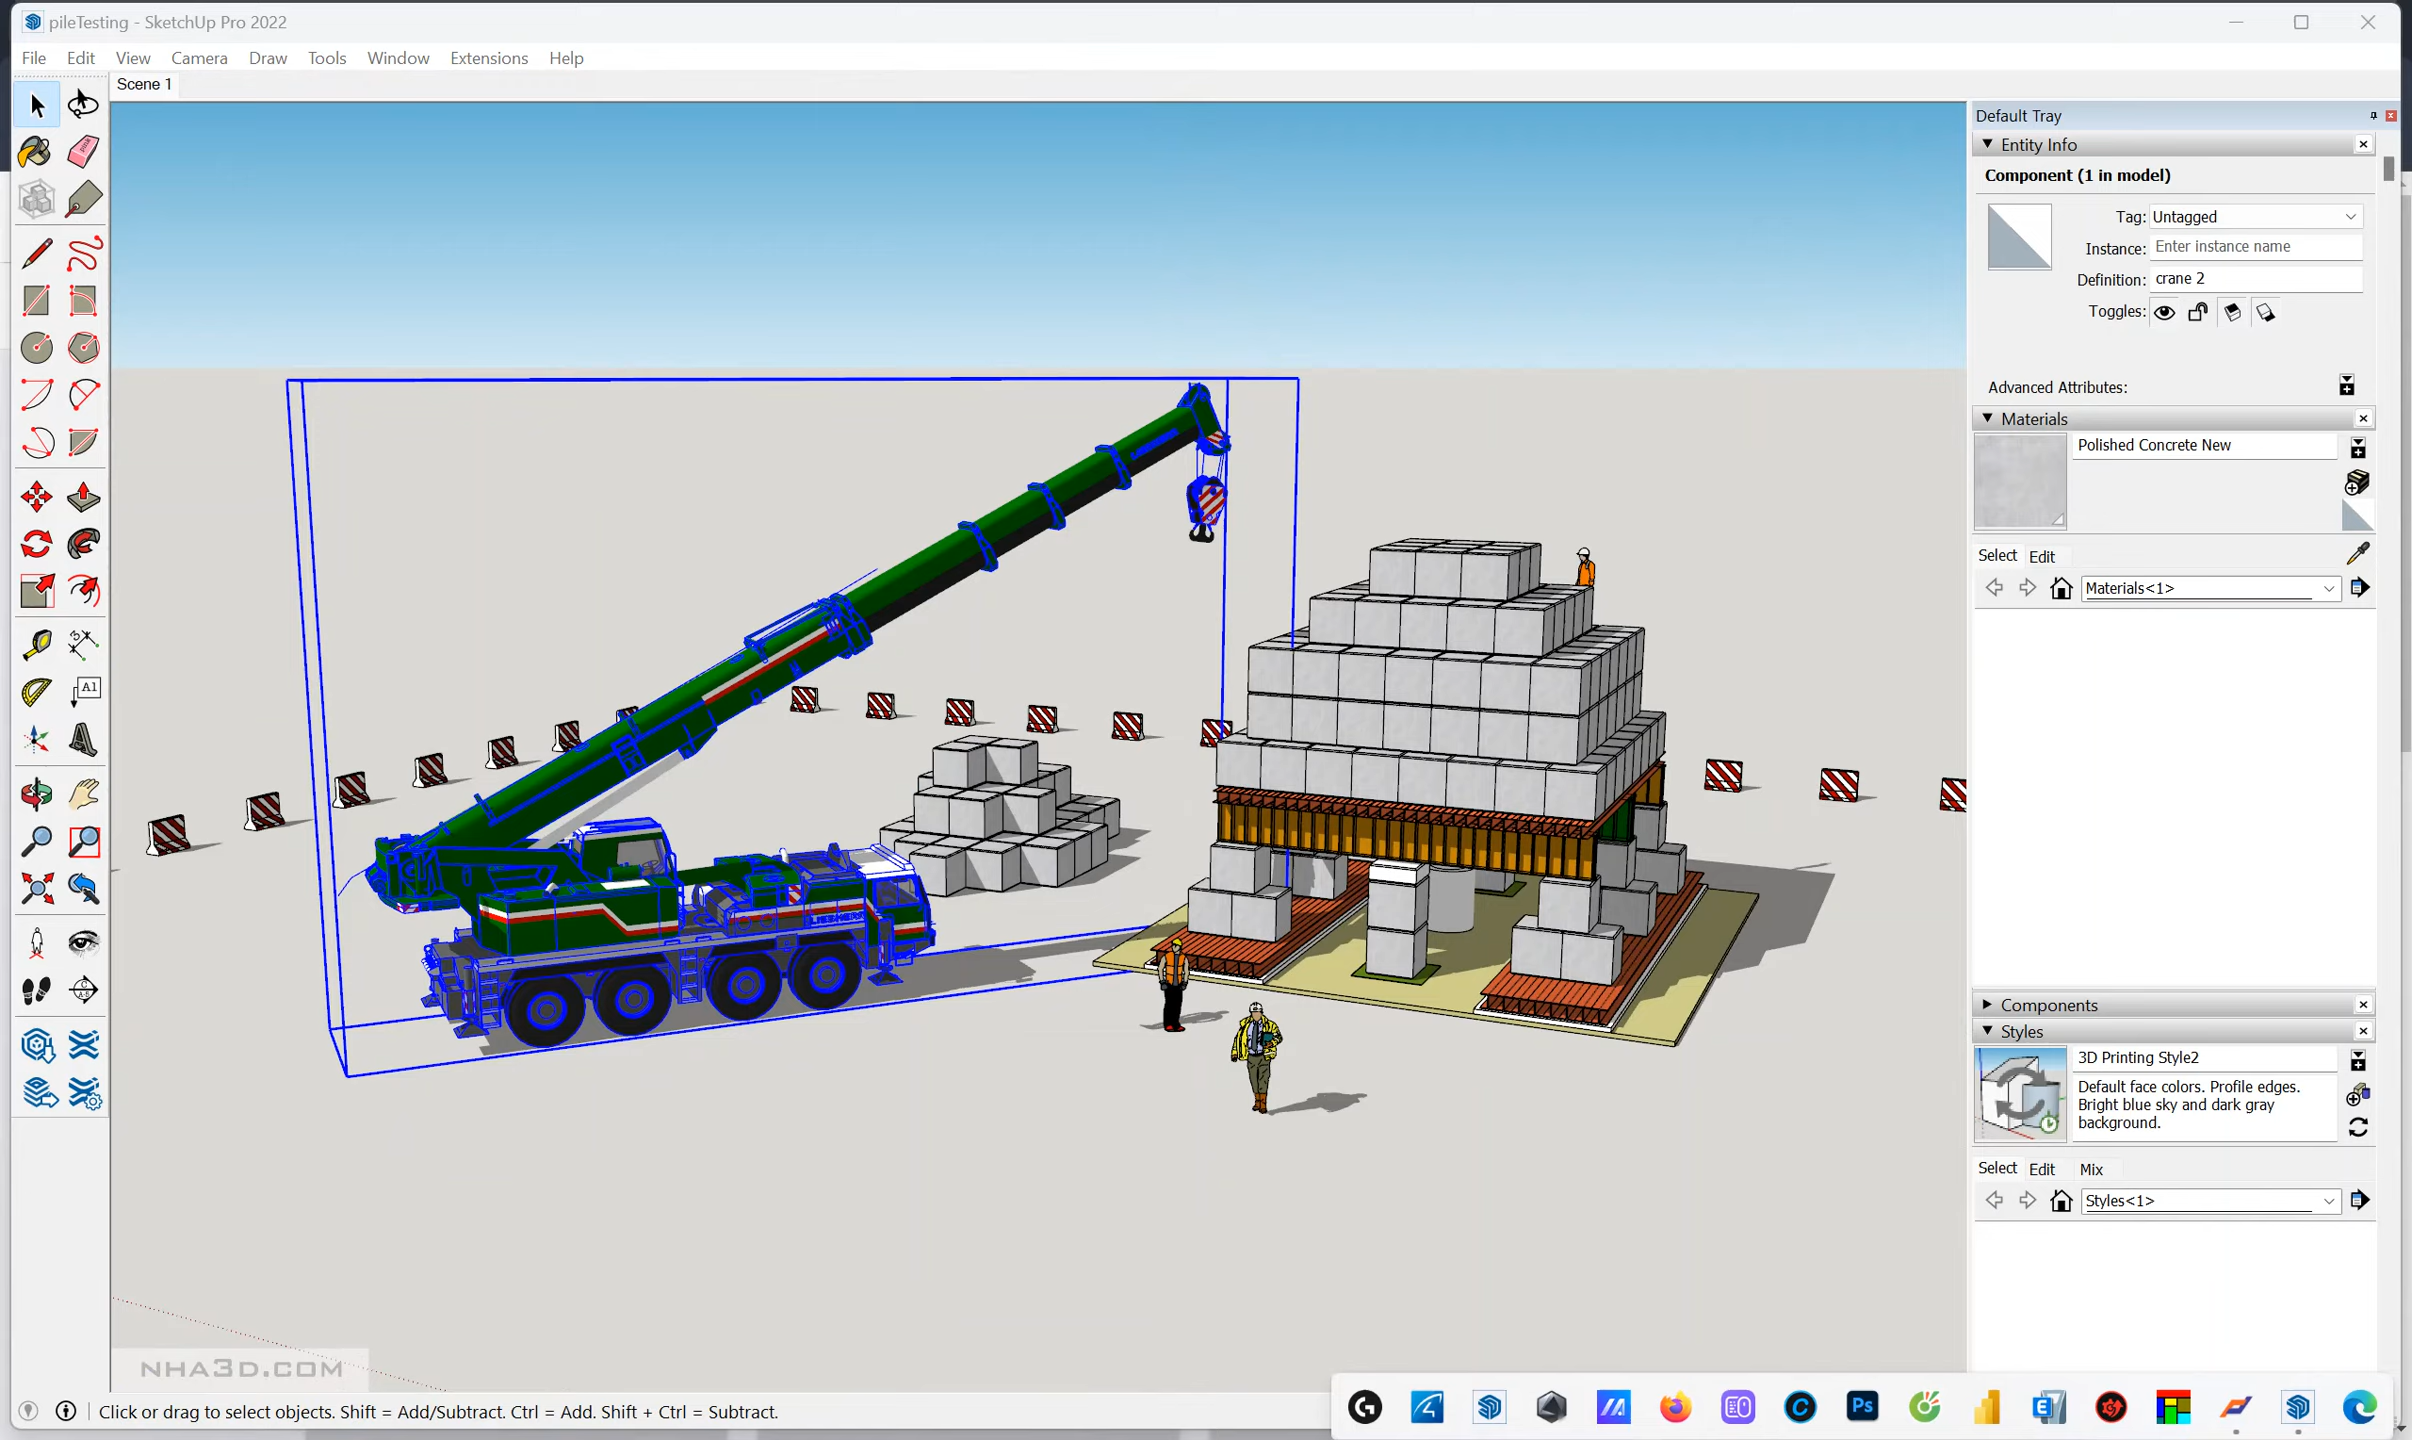 pileTesting - SketchUp Pro 2022
File Edit View Camera Draw Tools Window Extensions Help
Scene 1
Default Tray
Entity Info
Component (1 in model)
Tag: Untagged
Instance: Enter instance name
Definition: crane 2
Toggles:
Advanced Attributes:
Materials
Polished Concrete New
Select Edit
Materials<1>
Components
Styles
3D Printing Style2
Default face colors. Profile edges.
Bright blue sky and dark gray
background.
Select Edit Mix
Styles<1>
A1
LIEBHERR
NHA3D.COM
Click or drag to select objects. Shift = Add/Subtract. Ctrl = Add. Shift + Ctrl = Subtract.
Ps